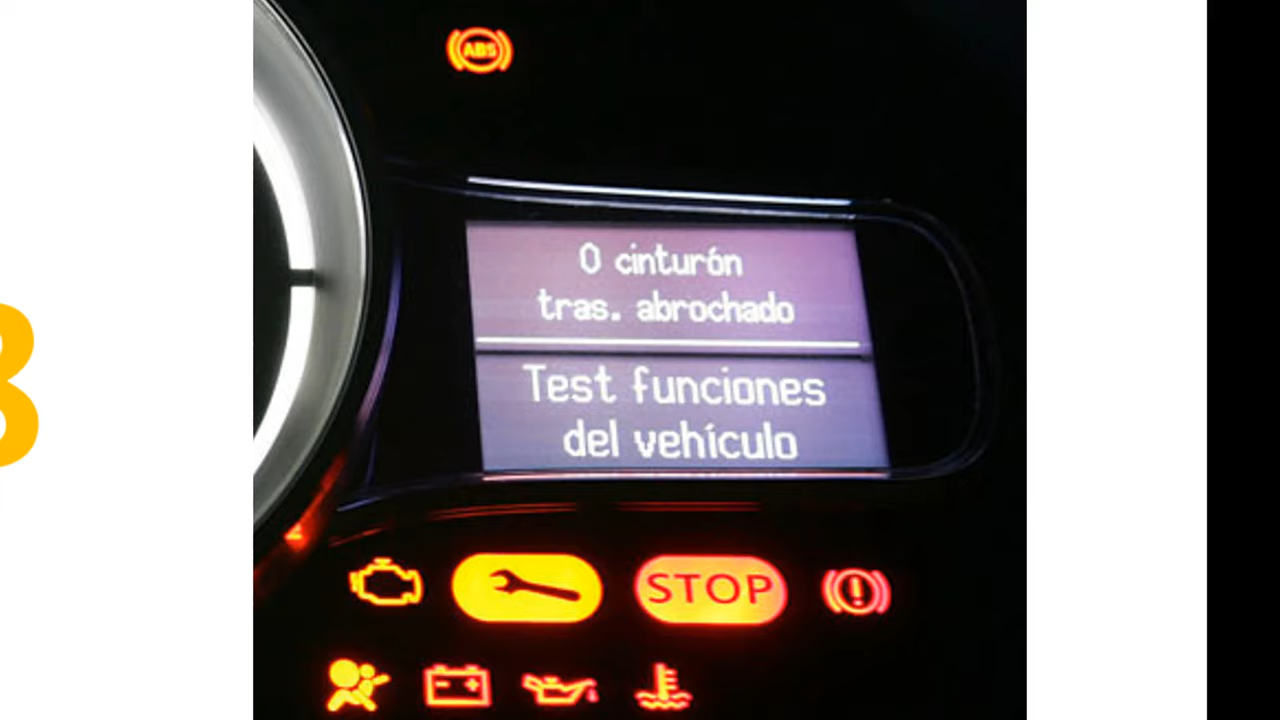 ABS
0 cinturón
tras. abrochado
Test funciones
del vehículo
STOP